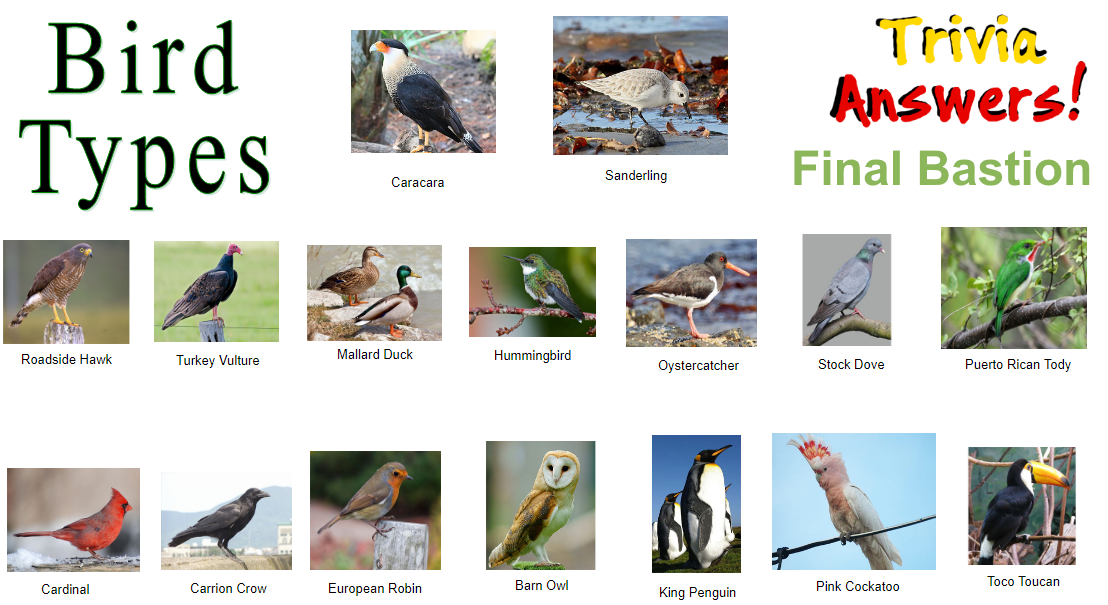 Bird
Types
Trivia
Answers!
Final Bastion
Caracara
Sanderling
Roadside Hawk
Turkey Vulture
Mallard Duck
Hummingbird
Oystercatcher
Stock Dove
Puerto Rican Tody
Cardinal
Carrion Crow
European Robin
Barn Owl
King Penguin
Pink Cockatoo
Toco Toucan